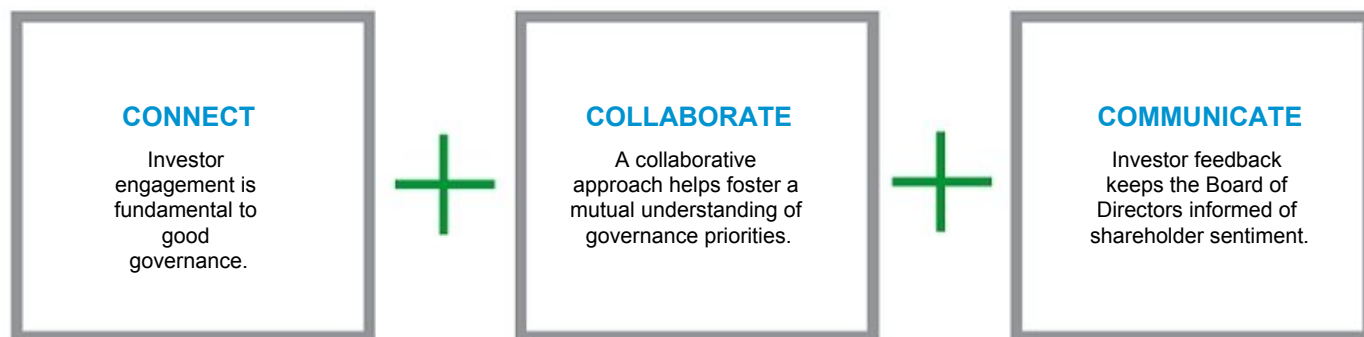 CONNECT
Investor
engagement is
fundamental to
good
governance.
COLLABORATE
A collaborative
approach helps foster a
mutual understanding of
governance priorities.
COMMUNICATE
Investor feedback
keeps the Board of
Directors informed of
shareholder sentiment.